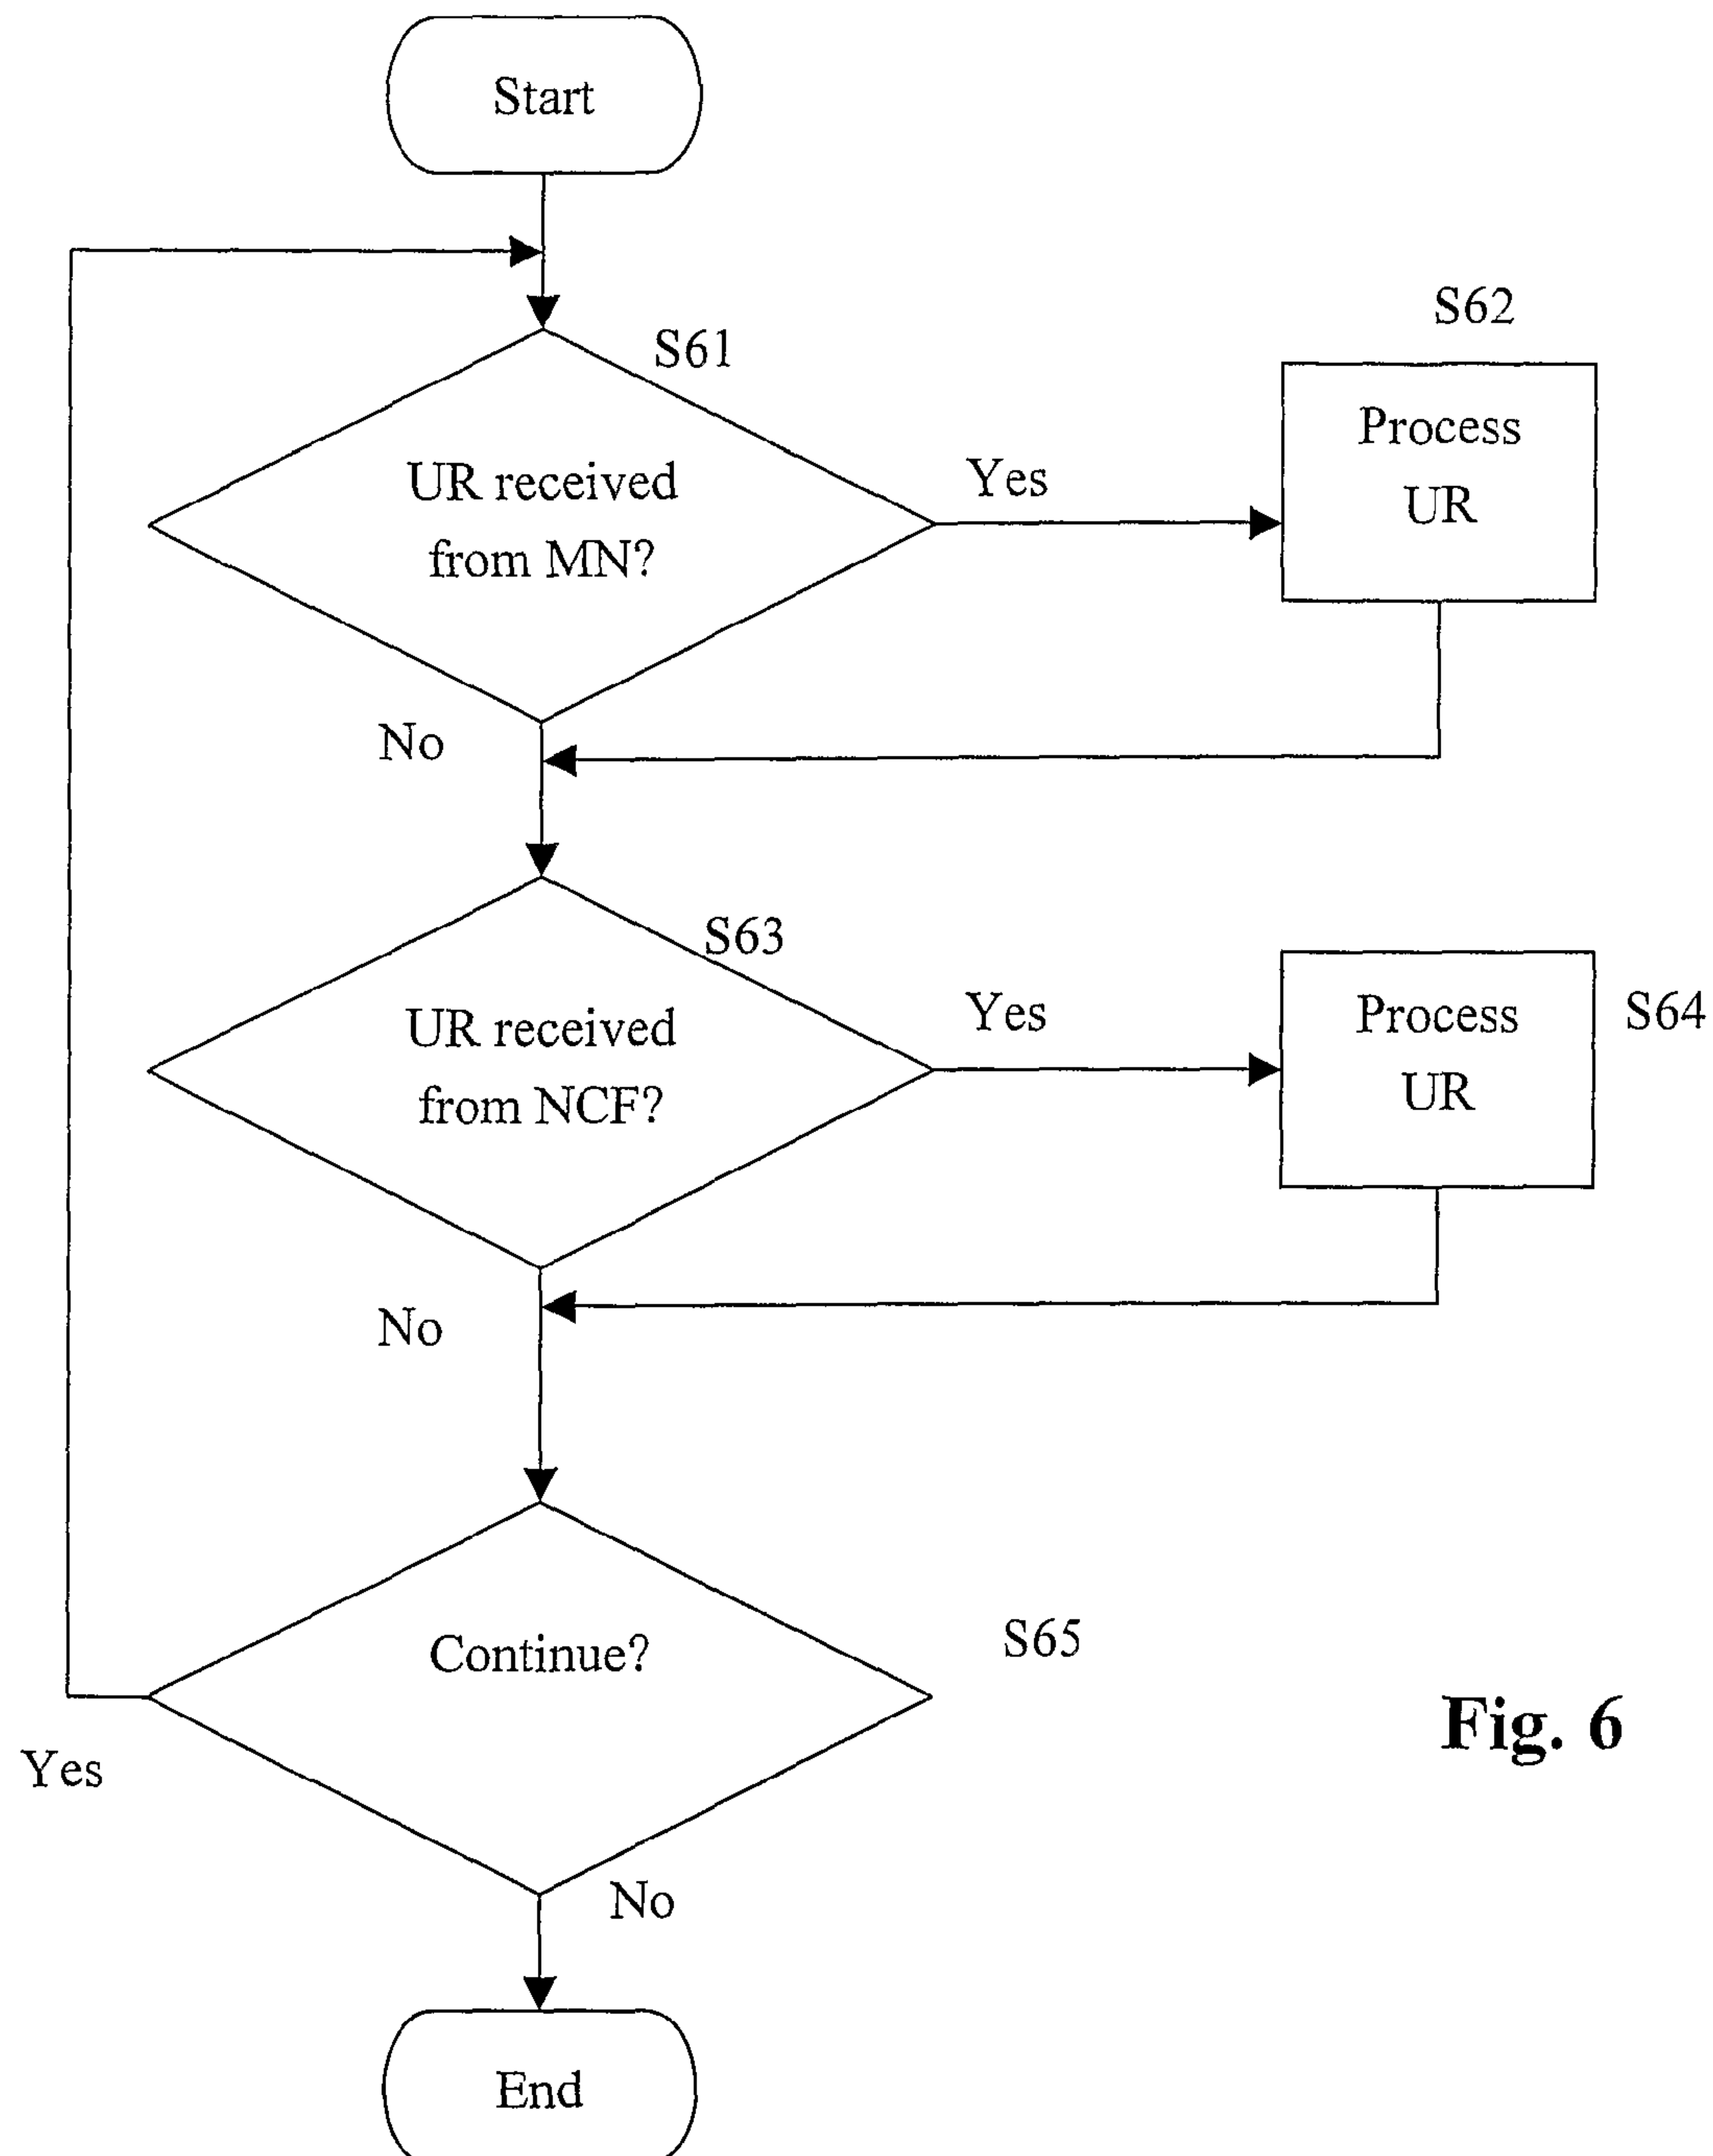 Start
S61
S62
UR received
from MN?
Yes
Process
UR
No
S63
UR received
from NCF?
Yes
Process
UR
S64
No
Continue?
S65
Yes
No
Fig. 6
End